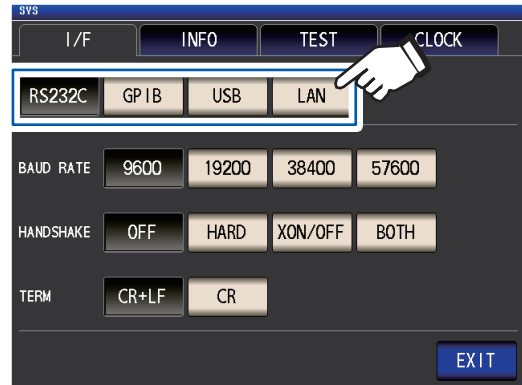 SYS
I/F INFO TEST CLOCK
RS232C GPIB USB LAN
BAUD RATE 9600 19200 38400 57600
HANDSHAKE OFF HARD XON/OFF BOTH
TERM CR+LF CR
EXIT